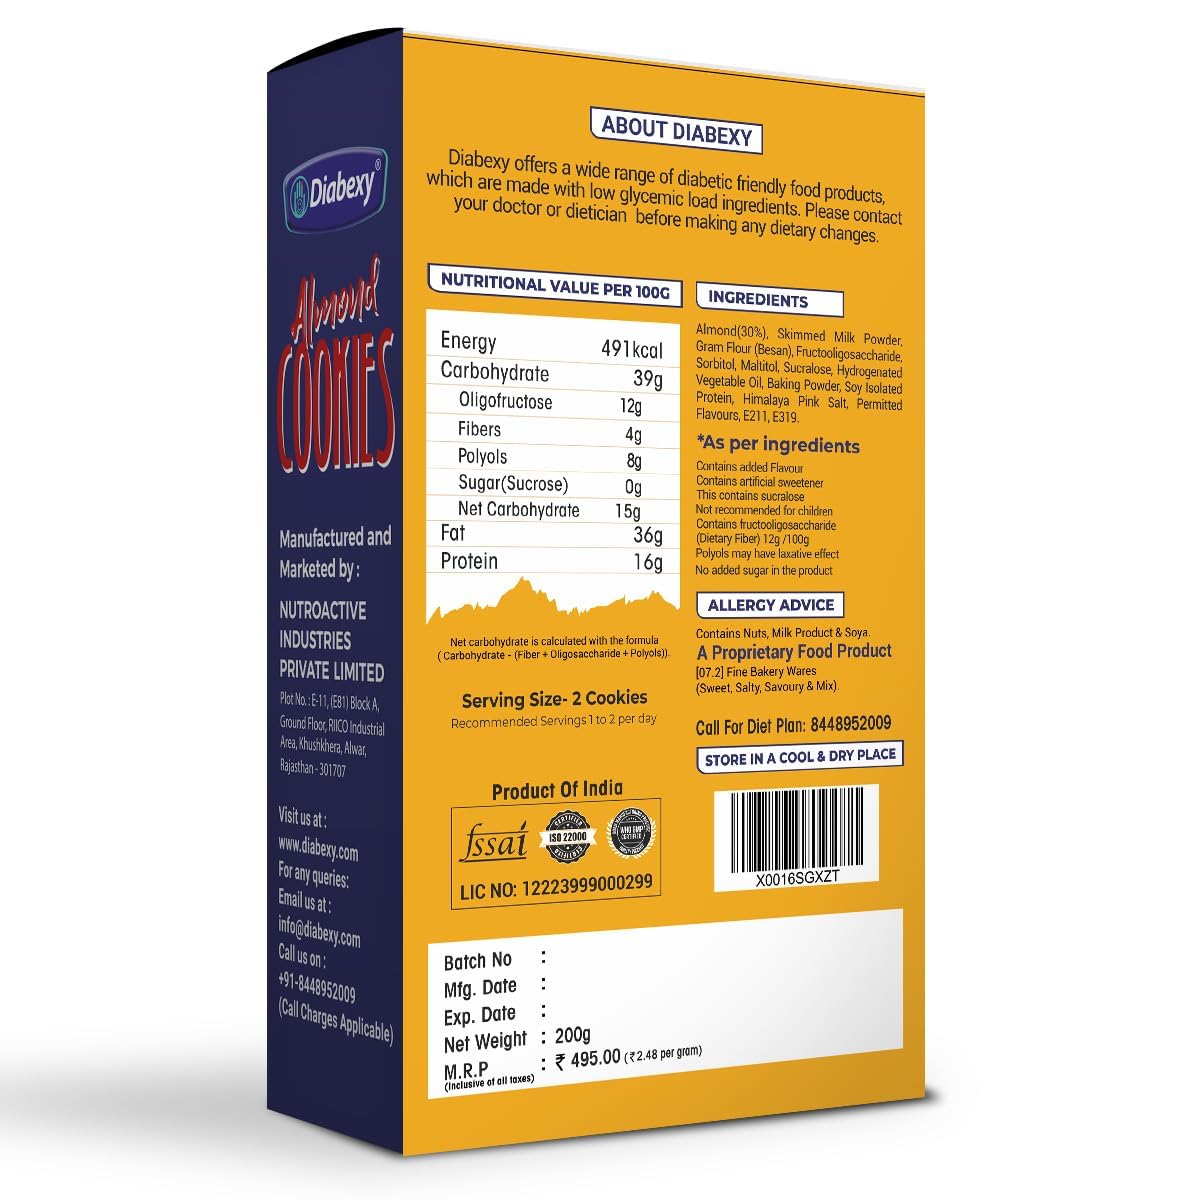 Diabexy®
Almond
COOKIES
Manufactured and
Marketed by :
NUTROACTIVE
INDUSTRIES
PRIVATE LIMITED
Plot No. : E-11, (E81) Block A,
Ground Floor, RIICO Industrial
Area, Khushkhera, Alwar,
Rajasthan - 301707
Visit us at :
www.diabexy.com
For any queries:
Email us at :
info@diabexy.com
Call us on :
+91-8448952009
(Call Charges Applicable)
ABOUT DIABEXY
Diabexy offers a wide range of diabetic friendly food products,
which are made with low glycemic load ingredients. Please contact
your doctor or dietician before making any dietary changes.
NUTRITIONAL VALUE PER 100G
Energy 491kcal
Carbohydrate 39g
Oligofructose 12g
Fibers 4g
Polyols 8g
Sugar(Sucrose) 0g
Net Carbohydrate 15g
Fat 36g
Protein 16g
Net carbohydrate is calculated with the formula
( Carbohydrate - (Fiber + Oligosaccharide + Polyols)).
Serving Size- 2 Cookies
Recommended Servings 1 to 2 per day
Product Of India
fssai
CERTIFIED
ISO 22000
CERTIFIED
WHO GMP
CERTIFIED
LIC NO: 12223999000299
INGREDIENTS
Almond(30%), Skimmed Milk Powder,
Gram Flour (Besan), Fructooligosaccharide,
Sorbitol, Maltitol, Sucralose, Hydrogenated
Vegetable Oil, Baking Powder, Soy Isolated
Protein, Himalaya Pink Salt, Permitted
Flavours, E211, E319.
*As per ingredients
Contains added Flavour
Contains artificial sweetener
This contains sucralose
Not recommended for children
Contains fructooligosaccharide
(Dietary Fiber) 12g /100g
Polyols may have laxative effect
No added sugar in the product
ALLERGY ADVICE
Contains Nuts, Milk Product & Soya.
A Proprietary Food Product
[07.2] Fine Bakery Wares
(Sweet, Salty, Savoury & Mix).
Call For Diet Plan: 8448952009
STORE IN A COOL & DRY PLACE
X0016SGXZT
Batch No :
Mfg. Date :
Exp. Date :
Net Weight : 200g
M.R.P : ₹ 495.00 (₹2.48 per gram)
(Inclusive of all taxes)